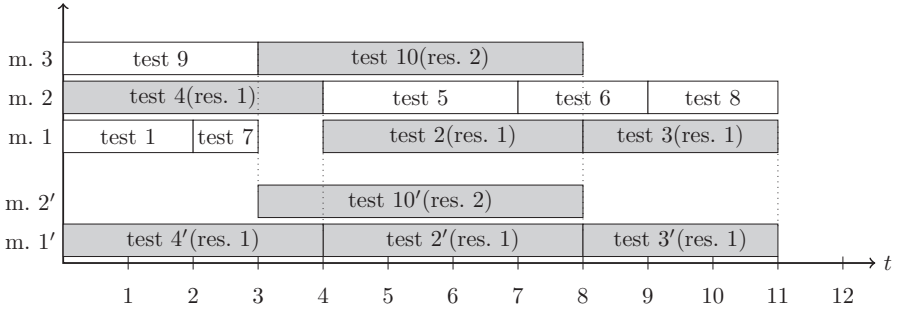 m. 3 test 9 test 10(res. 2)
m. 2 test 4(res. 1) test 5 test 6 test 8
m. 1 test 1 test 7 test 2(res. 1) test 3(res. 1)
m. 2′ test 10′(res. 2)
m. 1′ test 4′(res. 1) test 2′(res. 1) test 3′(res. 1)
t
1 2 3 4 5 6 7 8 9 10 11 12